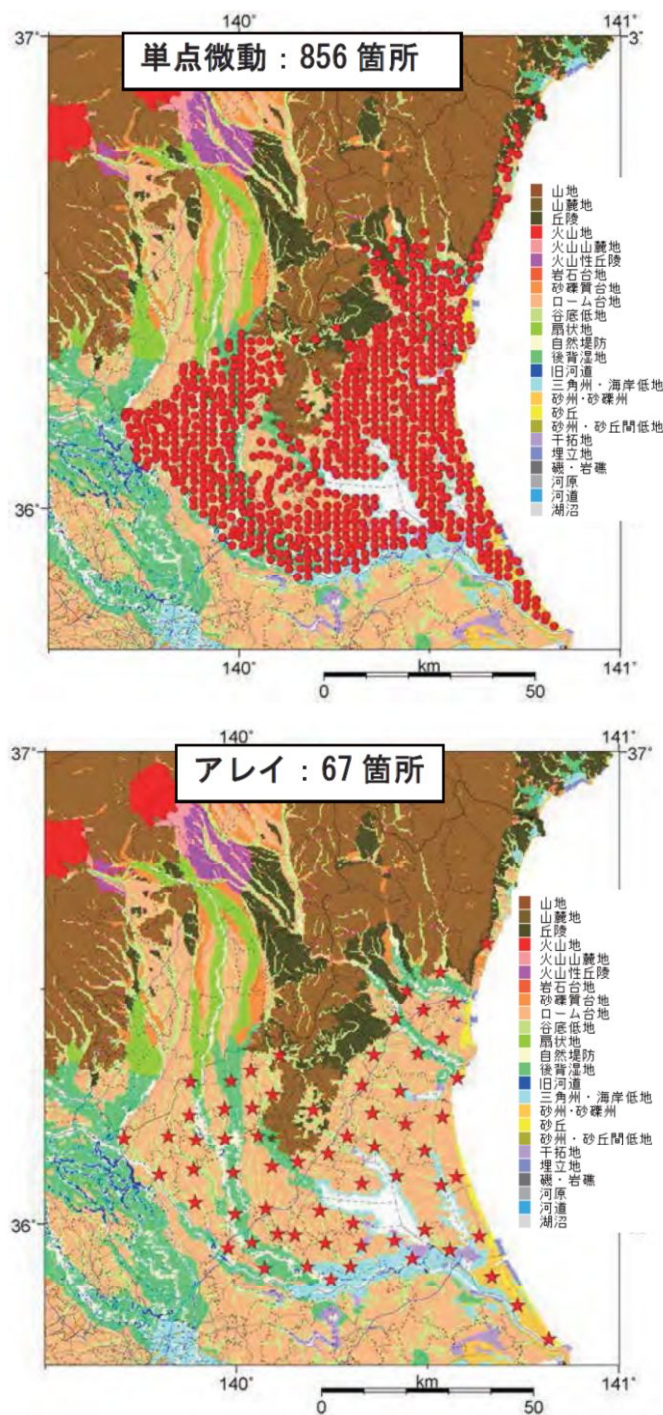 140°
37°
3
単点微動：856 箇所
山地
山麓地
丘陵
火山地
火山山麓地
火山性丘陵
岩石台地
砂礫質台地
ローム台地
谷底低地
扇状地
自然堤防
後背湿地
旧河道
三角州・海岸低地
砂州・砂礫州
砂丘
砂州・砂丘間低地
干拓地
埋立地
磯・岩礁
河原
河道
湖沼
36°
140°
141°
km
0
50
140°
141°
37°
37°
アレイ：67 箇所
山地
山麓地
丘陵
火山地
火山山麓地
火山性丘陵
岩石台地
砂礫質台地
ローム台地
谷底低地
扇状地
自然堤防
後背湿地
旧河道
三角州・海岸低地
砂州・砂礫州
砂丘
砂州・砂丘間低地
干拓地
埋立地
磯・岩礁
河原
河道
湖沼
36°
140°
141°
km
0
50